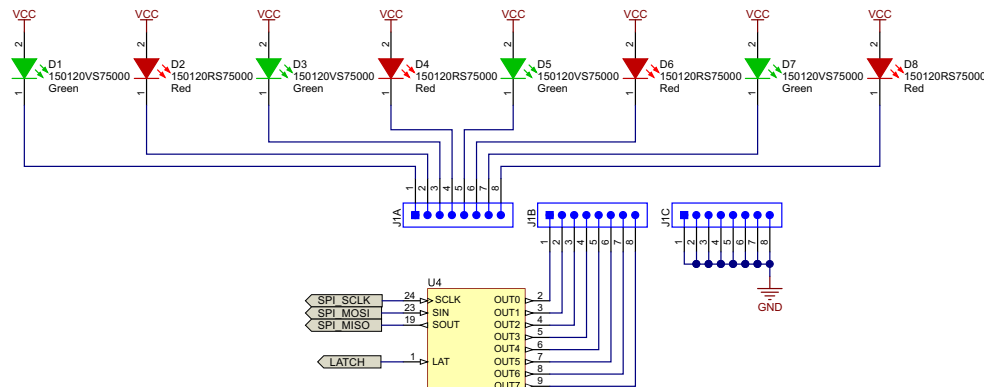 VCC VCC VCC VCC VCC VCC VCC VCC
2 2 2 2 2 2 2 2
D1 D2 D3 D4 D5 D6 D7 D8
150120VS75000 150120RS75000 150120VS75000 150120RS75000 150120VS75000 150120RS75000 150120VS75000 150120RS75000
Green Red Green Red Green Red Green Red
1 1 1 1 1 1 1 1
1 2 3 4 5 6 7 8
J1A J1B J1C
1 2 3 4 5 6 7 8 1 2 3 4 5 6 7 8
U4
GND
SPI_SCLK 24 SCLK OUT0 2
SPI_MOSI 23 SIN OUT1 3
SPI_MISO 19 SOUT OUT2 4
OUT3 5
OUT4 6
LATCH 1 LAT OUT5 7
OUT6 8
OUT7 9